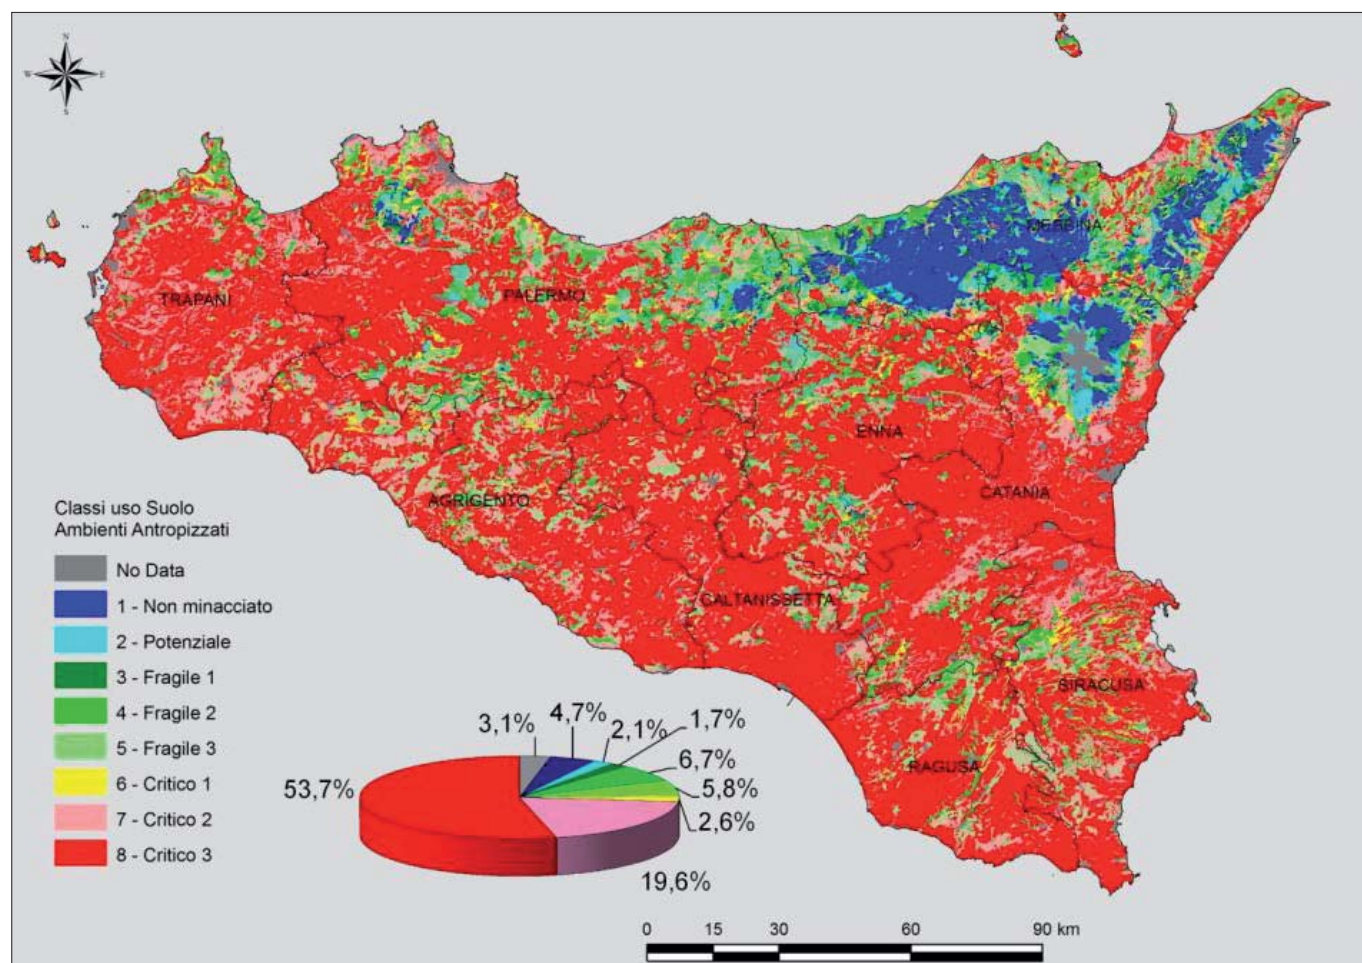 N
W E
S
MESSINA
TRAPANI
PALERMO
ENNA
CATANIA
AGRIGENTO
CALTANISSETTA
SIRACUSA
RAGUSA
Classi uso Suolo
Ambienti Antropizzati
No Data
1 - Non minacciato
2 - Potenziale
3 - Fragile 1
4 - Fragile 2
5 - Fragile 3
6 - Critico 1
7 - Critico 2
8 - Critico 3
3,1%
4,7%
2,1%
1,7%
6,7%
5,8%
2,6%
19,6%
53,7%
0 15 30 60 90 km